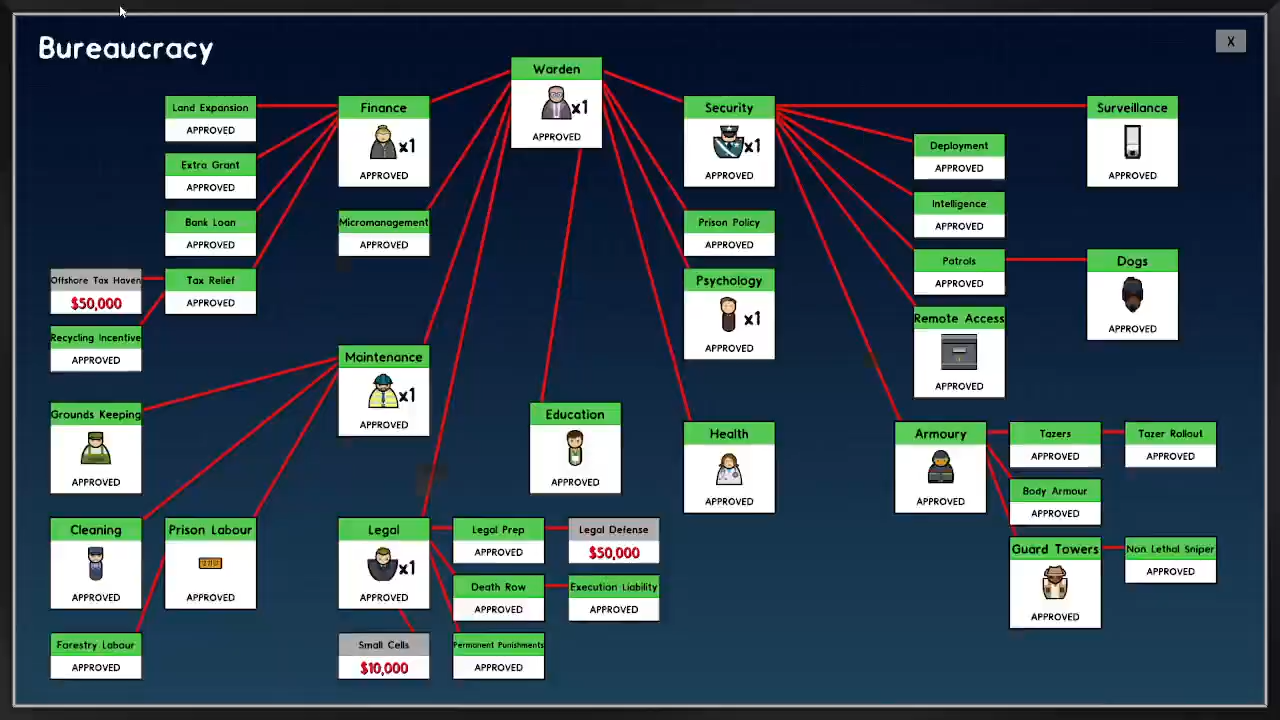 Bureaucracy
X
Warden
x1
APPROVED
Land Expansion
APPROVED
Finance
x1
APPROVED
Security
x1
APPROVED
Surveillance
APPROVED
Deployment
APPROVED
Extra Grant
APPROVED
Intelligence
APPROVED
Bank Loan
APPROVED
Micromanagement
APPROVED
Prison Policy
APPROVED
Patrols
APPROVED
Dogs
APPROVED
Offshore Tax Haven
$50,000
Tax Relief
APPROVED
Psychology
x1
APPROVED
Remote Access
APPROVED
Recycling Incentive
APPROVED
Maintenance
x1
APPROVED
Grounds Keeping
APPROVED
Education
APPROVED
Health
APPROVED
Armoury
APPROVED
Tazers
APPROVED
Tazer Rollout
APPROVED
Body Armour
APPROVED
Cleaning
APPROVED
Prison Labour
APPROVED
Legal
x1
APPROVED
Legal Prep
APPROVED
Legal Defense
$50,000
Guard Towers
APPROVED
Non Lethal Sniper
APPROVED
Death Row
APPROVED
Execution Liability
APPROVED
Forestry Labour
APPROVED
Small Cells
$10,000
Permanent Punishments
APPROVED